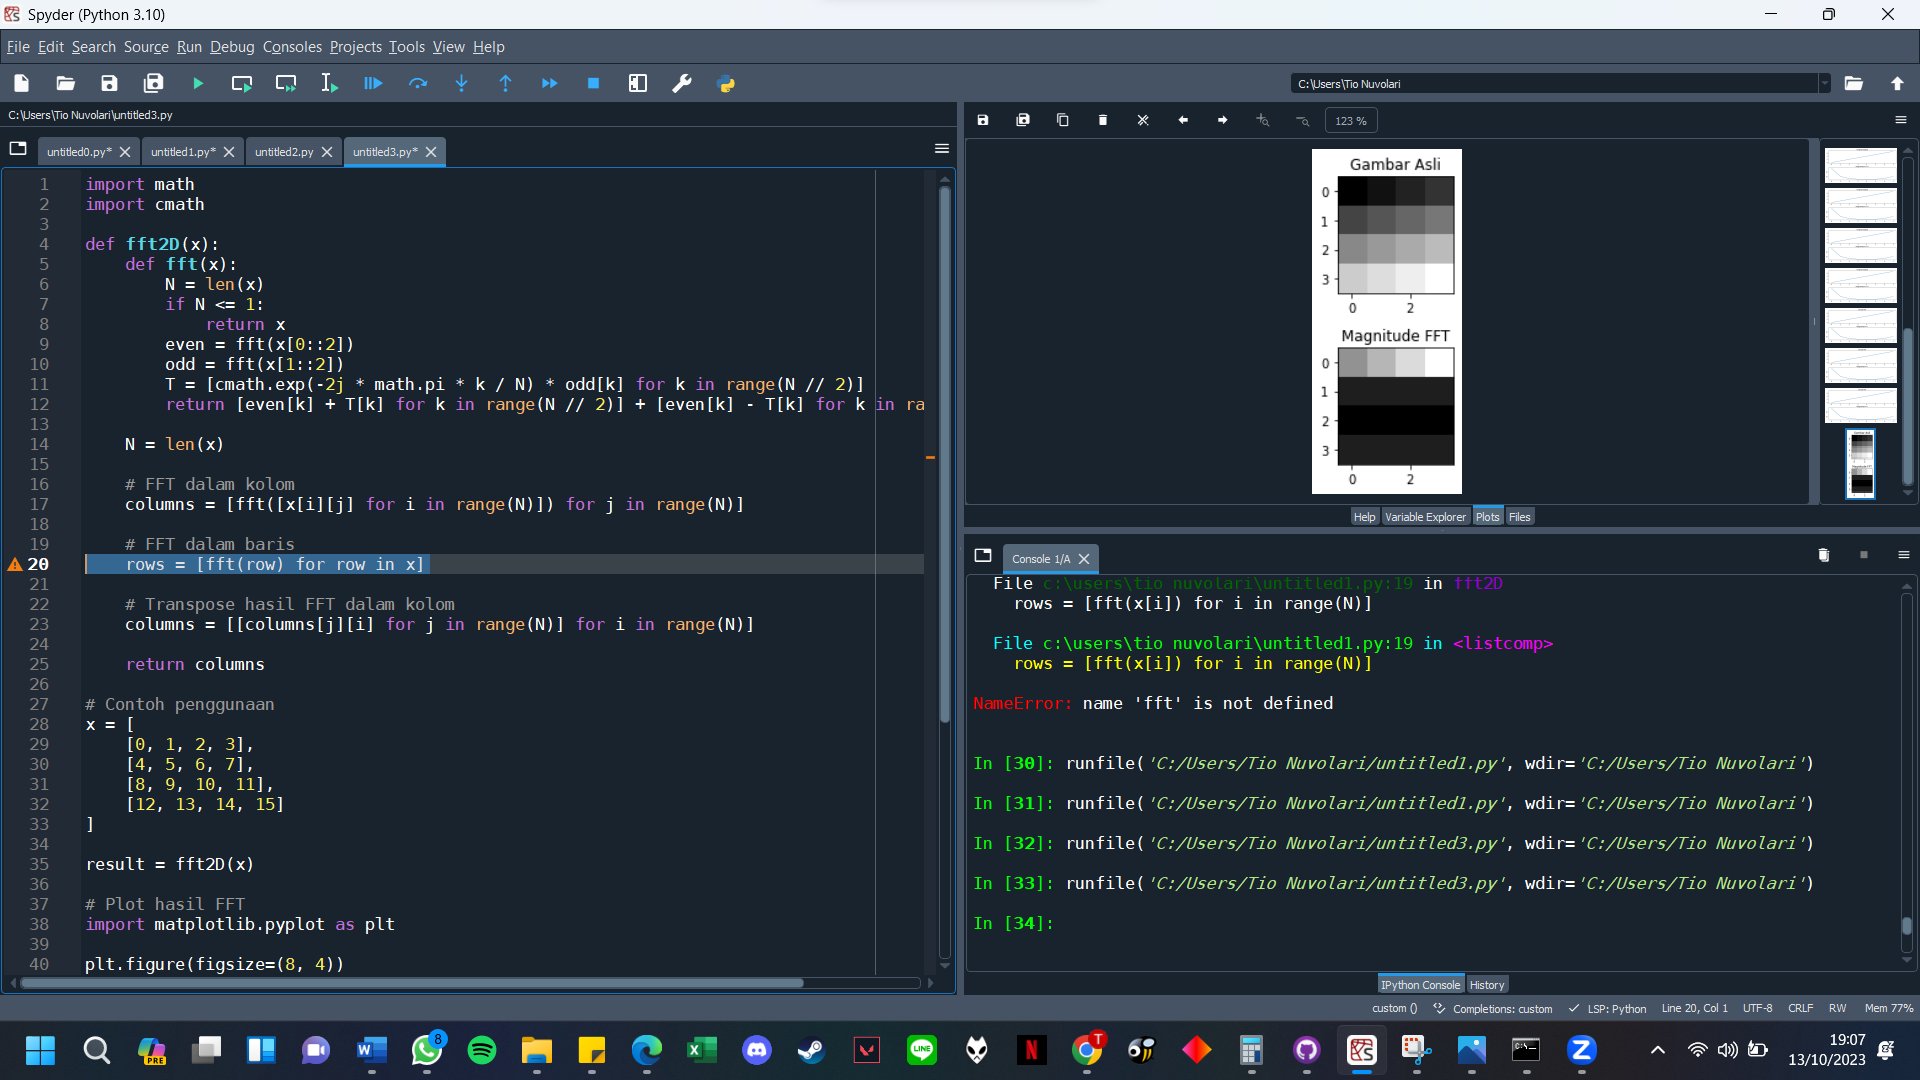 Spyder (Python 3.10)
File Edit Search Source Run Debug Consoles Projects Tools View Help
C:\Users\Tio Nuvolari
C:\Users\Tio Nuvolari\untitled3.py
untitled0.py*
untitled1.py*
untitled2.py
untitled3.py*
1 import math
2 import cmath
3
4 def fft2D(x):
5 def fft(x):
6 N = len(x)
7 if N <= 1:
8 return x
9 even = fft(x[0::2])
10 odd = fft(x[1::2])
11 T = [cmath.exp(-2j * math.pi * k / N) * odd[k] for k in range(N // 2)]
12 return [even[k] + T[k] for k in range(N // 2)] + [even[k] - T[k] for k in ra
13
14 N = len(x)
15
16 # FFT dalam kolom
17 columns = [fft([x[i][j] for i in range(N)]) for j in range(N)]
18
19 # FFT dalam baris
20 rows = [fft(row) for row in x]
21
22 # Transpose hasil FFT dalam kolom
23 columns = [[columns[j][i] for j in range(N)] for i in range(N)]
24
25 return columns
26
27 # Contoh penggunaan
28 x = [
29 [0, 1, 2, 3],
30 [4, 5, 6, 7],
31 [8, 9, 10, 11],
32 [12, 13, 14, 15]
33 ]
34
35 result = fft2D(x)
36
37 # Plot hasil FFT
38 import matplotlib.pyplot as plt
39
40 plt.figure(figsize=(8, 4))
123 %
Gambar Asli
0
1
2
3
0 2
Magnitude FFT
0
1
2
3
0 2
Help Variable Explorer Plots Files
Console 1/A
File c:\users\tio nuvolari\untitled1.py:19 in fft2D
rows = [fft(x[i]) for i in range(N)]
File c:\users\tio nuvolari\untitled1.py:19 in <listcomp>
rows = [fft(x[i]) for i in range(N)]
NameError: name 'fft' is not defined
In [30]: runfile('C:/Users/Tio Nuvolari/untitled1.py', wdir='C:/Users/Tio Nuvolari')
In [31]: runfile('C:/Users/Tio Nuvolari/untitled1.py', wdir='C:/Users/Tio Nuvolari')
In [32]: runfile('C:/Users/Tio Nuvolari/untitled3.py', wdir='C:/Users/Tio Nuvolari')
In [33]: runfile('C:/Users/Tio Nuvolari/untitled3.py', wdir='C:/Users/Tio Nuvolari')
In [34]:
IPython Console History
custom () Completions: custom LSP: Python Line 20, Col 1 UTF-8 CRLF RW Mem 77%
PRE
8
LINE
T
19:07
13/10/2023